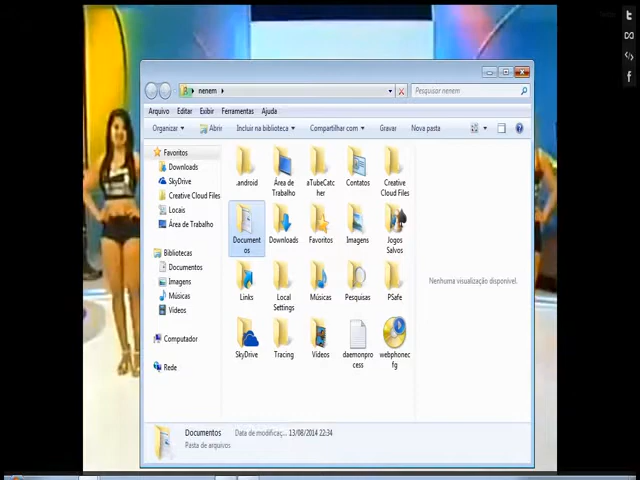 nenem
Pesquisar nenem
Arquivo Editar Exibir Ferramentas Ajuda
Organizar Abrir Incluir na biblioteca Compartilhar com Gravar Nova pasta
Favoritos
Downloads
SkyDrive
Creative Cloud Files
Locais
Área de Trabalho
Bibliotecas
Documentos
Imagens
Músicas
Vídeos
Computador
Rede
.android
Área de
Trabalho
aTubeCatc
her
Contatos
Creative
Cloud Files
Document
os
Downloads
Favoritos
Imagens
Jogos
Salvos
Links
Local
Settings
Músicas
Pesquisas
PSafe
SkyDrive
Tracing
Vídeos
daemonpro
cess
webphonec
fg
Nenhuma visualização disponível.
Documentos Data de modificaç... 13/08/2014 22:34
Pasta de arquivos